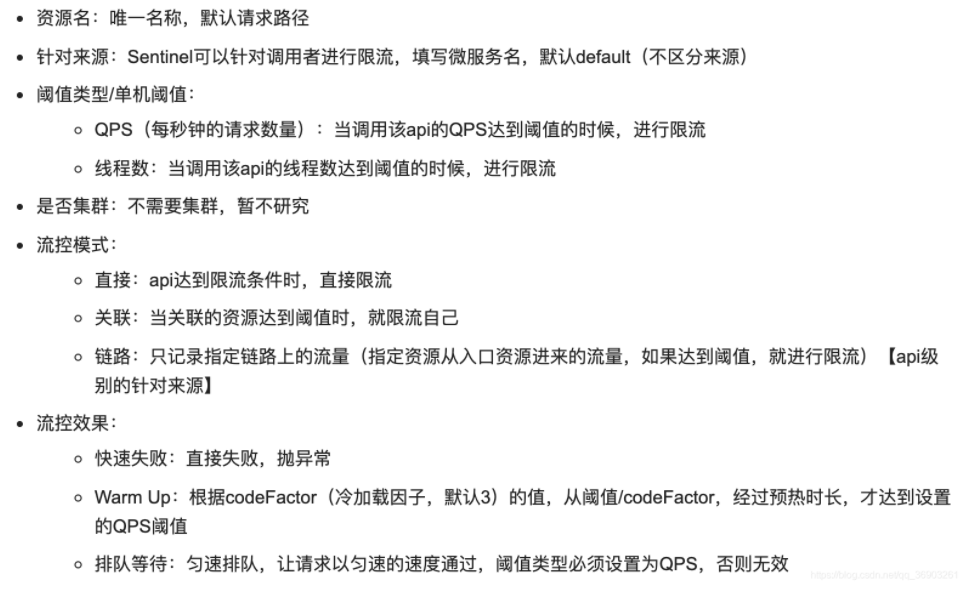 资源名：唯一名称，默认请求路径
针对来源：Sentinel可以针对调用者进行限流，填写微服务名，默认default（不区分来源）
阈值类型/单机阈值：
QPS（每秒钟的请求数量）：当调用该api的QPS达到阈值的时候，进行限流
线程数：当调用该api的线程数达到阈值的时候，进行限流
是否集群：不需要集群，暂不研究
流控模式：
直接：api达到限流条件时，直接限流
关联：当关联的资源达到阈值时，就限流自己
链路：只记录指定链路上的流量（指定资源从入口资源进来的流量，如果达到阈值，就进行限流）【api级
别的针对来源】
流控效果：
快速失败：直接失败，抛异常
Warm Up：根据codeFactor（冷加载因子，默认3）的值，从阈值/codeFactor，经过预热时长，才达到设置
的QPS阈值
排队等待：匀速排队，让请求以匀速的速度通过，阈值类型必须设置为QPS，否则无效